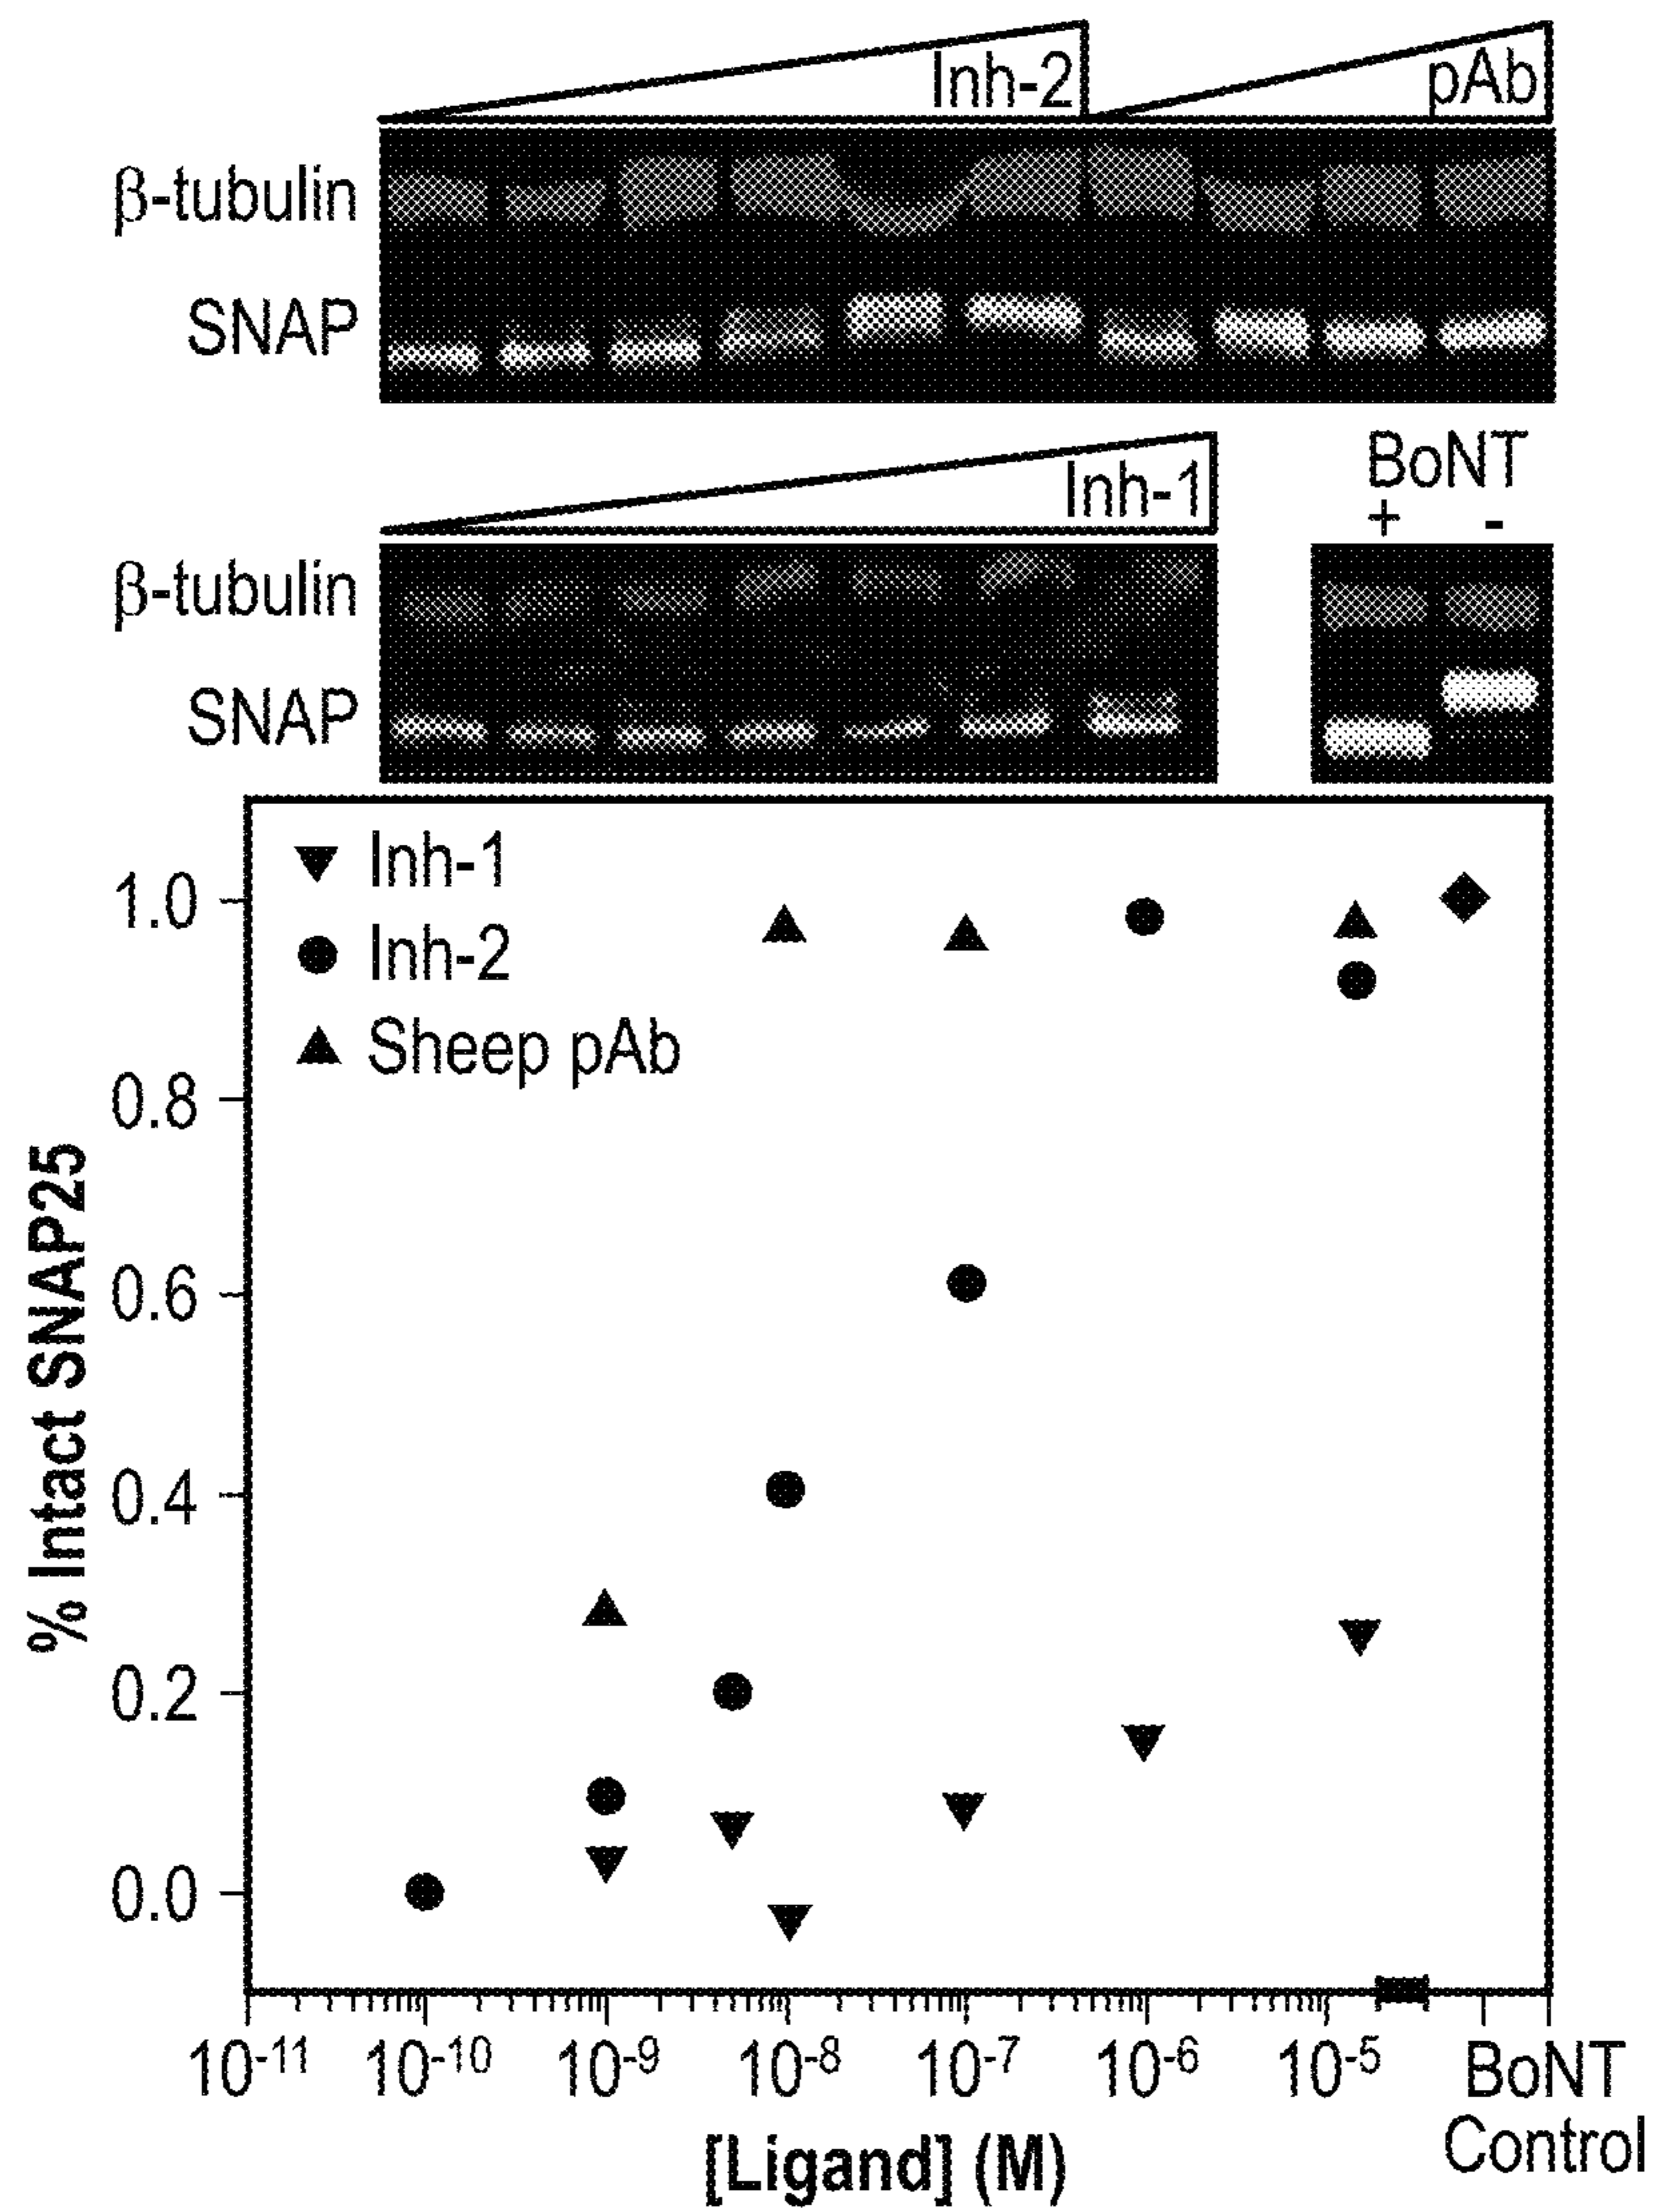 Inh-2 pAb
β-tubulin
SNAP
Inh-1 BoNT
+ -
β-tubulin
SNAP
Inh-1
Inh-2
Sheep pAb
% Intact SNAP25
1.0
0.8
0.6
0.4
0.2
0.0
10⁻¹¹ 10⁻¹⁰ 10⁻⁹ 10⁻⁸ 10⁻⁷ 10⁻⁶ 10⁻⁵ BoNT
Control
[Ligand] (M)